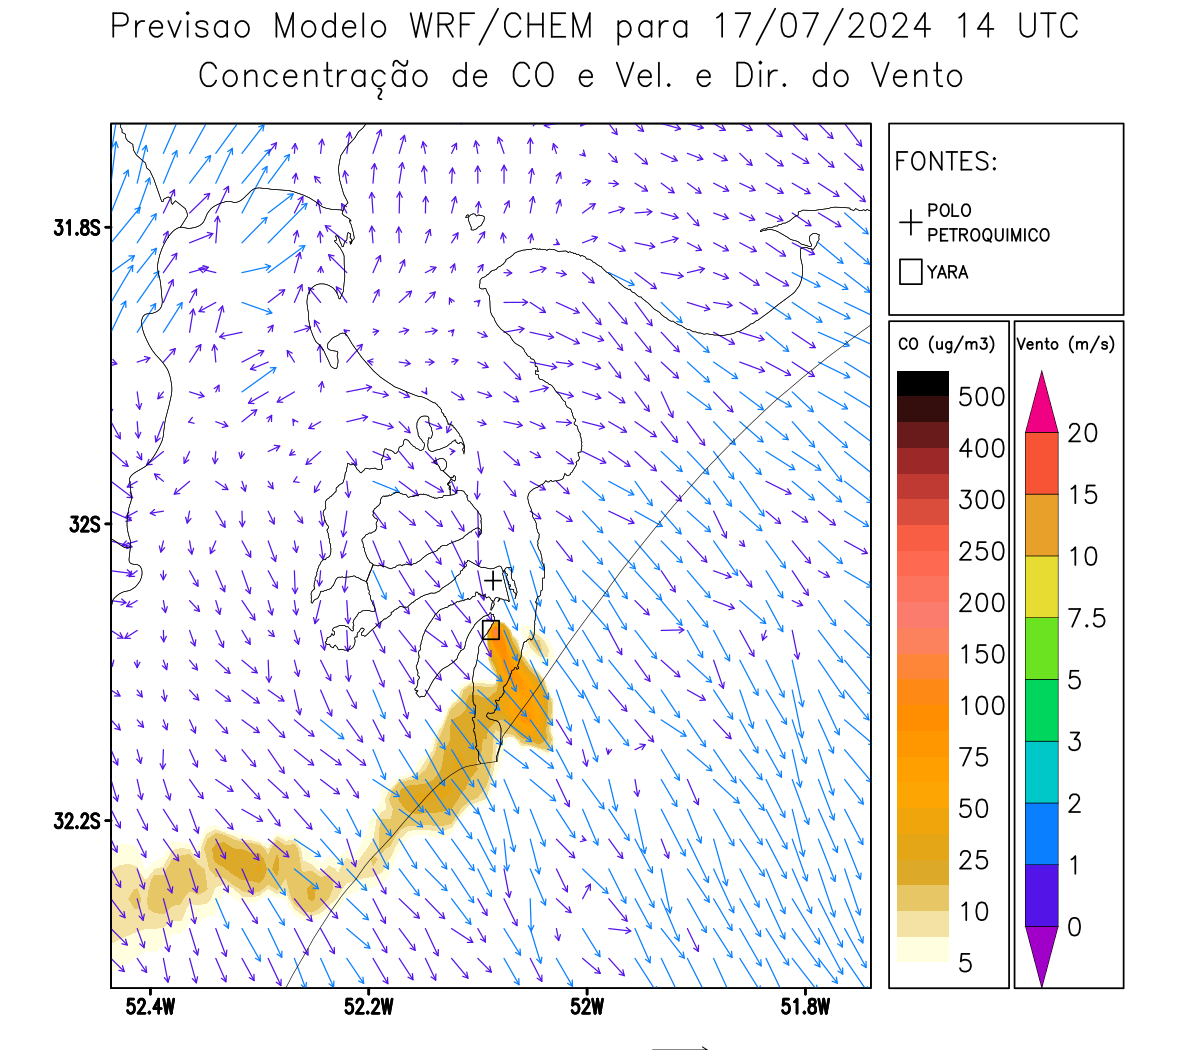 Previsao Modelo WRF/CHEM para 17/07/2024 14 UTC
Concentração de CO e Vel. e Dir. do Vento
FONTES:
POLO
PETROQUIMICO
YARA
CO (ug/m3)
500
400
300
250
200
150
100
75
50
25
10
5
Vento (m/s)
20
15
10
7.5
5
3
2
1
0
31.8S
32S
32.2S
52.4W
52.2W
52W
51.8W